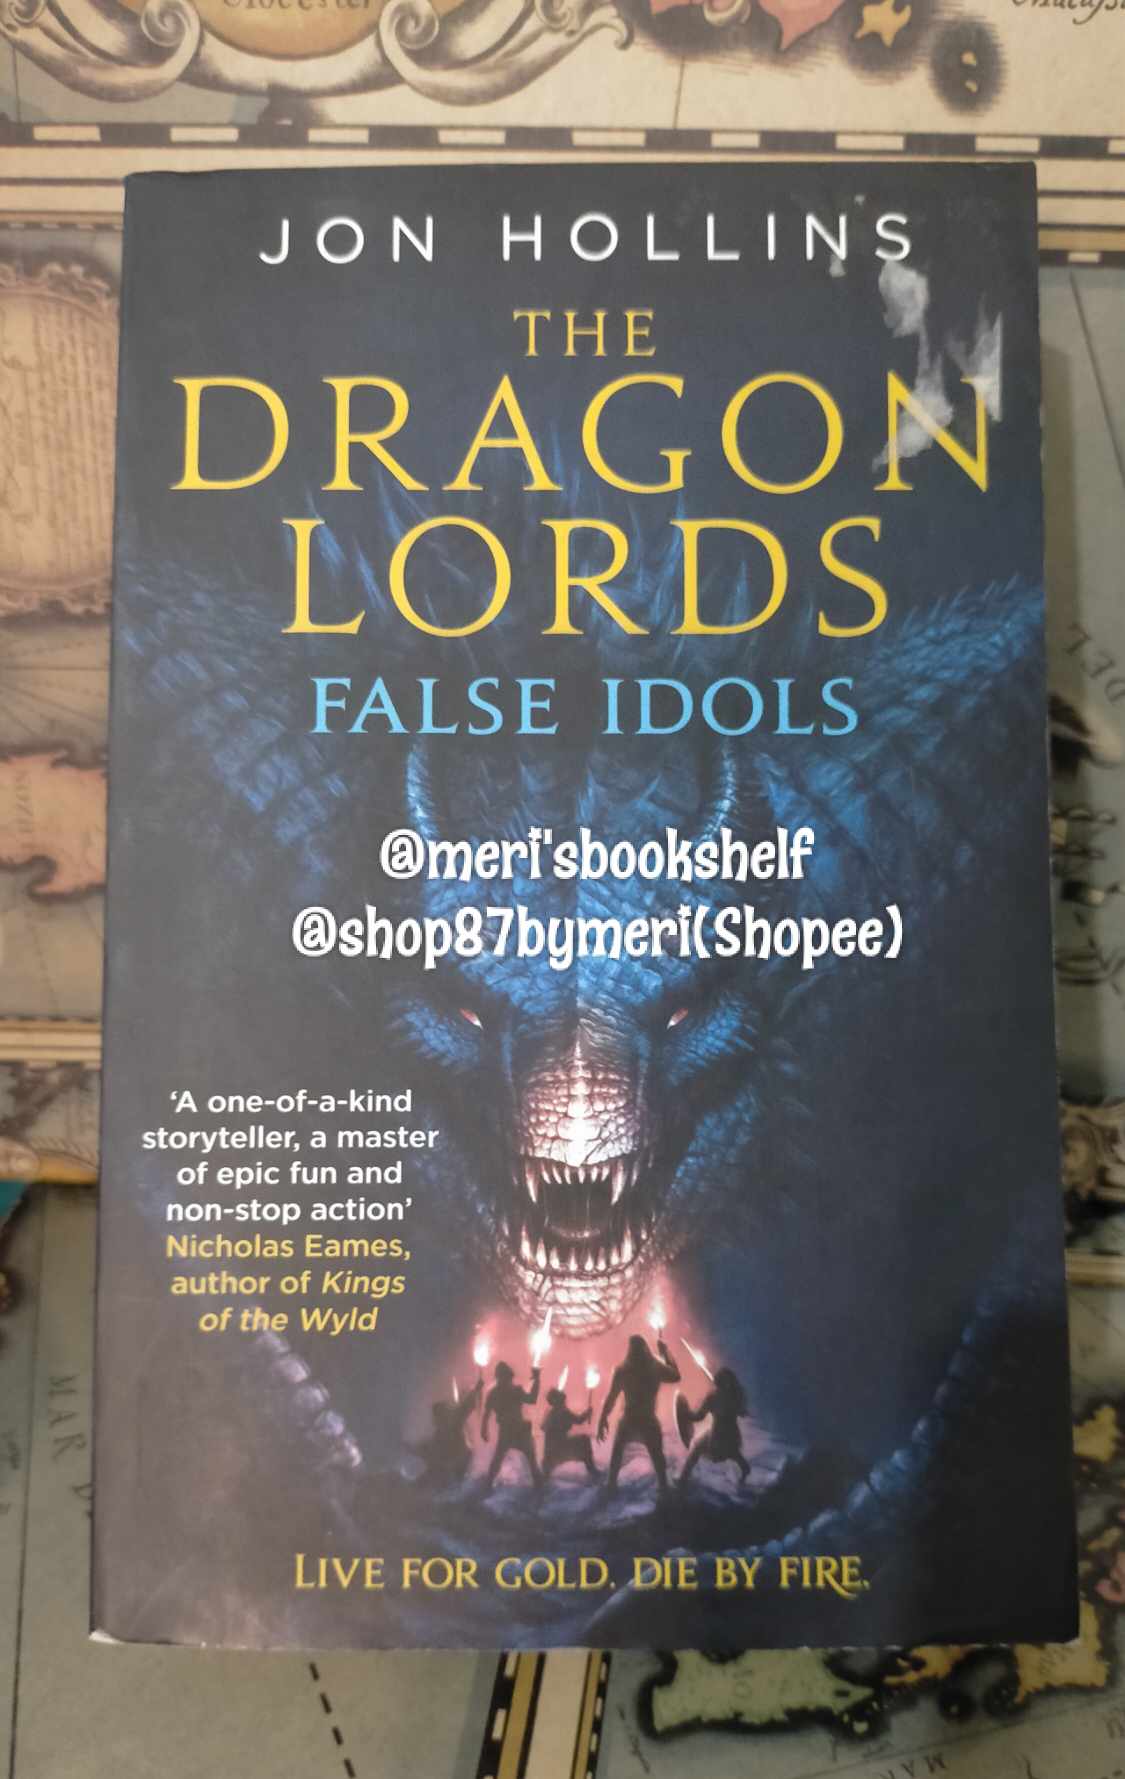 JON HOLLINS
THE
DRAGON
LORDS
FALSE IDOLS
@meri'sbookshelf
@shop87bymeri(Shopee)
‘A one-of-a-kind
storyteller, a master
of epic fun and
non-stop action’
Nicholas Eames,
author of Kings
of the Wyld
LIVE FOR GOLD. DIE BY FIRE.
MAR